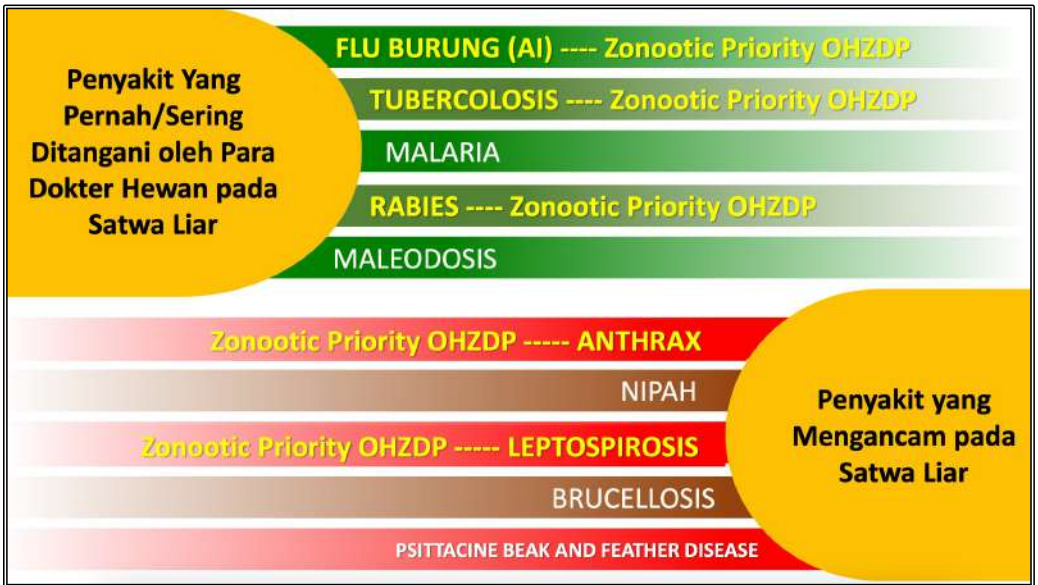 Penyakit Yang
Pernah/Sering
Ditangani oleh Para
Dokter Hewan pada
Satwa Liar
FLU BURUNG (AI) ---- Zonootic Priority OHZDP
TUBERCOLOSIS ---- Zonootic Priority OHZDP
MALARIA
RABIES ---- Zonootic Priority OHZDP
MALEODOSIS
Zonootic Priority OHZDP ----- ANTHRAX
NIPAH
Zonootic Priority OHZDP ----- LEPTOSPIROSIS
BRUCELLOSIS
PSITTACINE BEAK AND FEATHER DISEASE
Penyakit yang
Mengancam pada
Satwa Liar